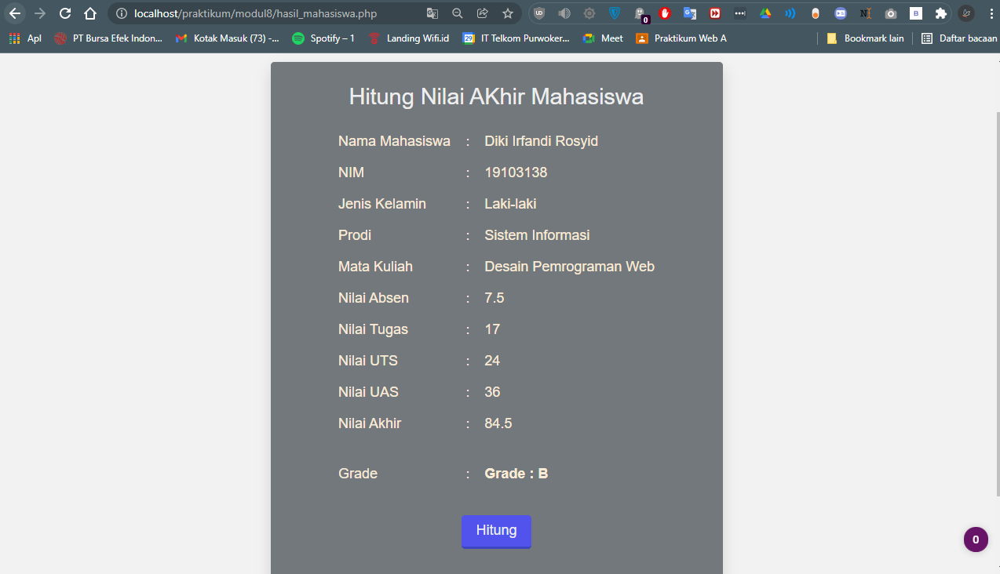 localhost/praktikum/modul8/hasil_mahasiswa.php
Apl PT Bursa Efek Indon... Kotak Masuk (73) -... Spotify – 1 Landing Wifi.id 29 IT Telkom Purwoker... Meet Praktikum Web A Bookmark lain Daftar bacaan
Hitung Nilai AKhir Mahasiswa
Nama Mahasiswa : Diki Irfandi Rosyid
NIM : 19103138
Jenis Kelamin : Laki-laki
Prodi : Sistem Informasi
Mata Kuliah : Desain Pemrograman Web
Nilai Absen : 7.5
Nilai Tugas : 17
Nilai UTS : 24
Nilai UAS : 36
Nilai Akhir : 84.5
Grade : Grade : B
Hitung
0